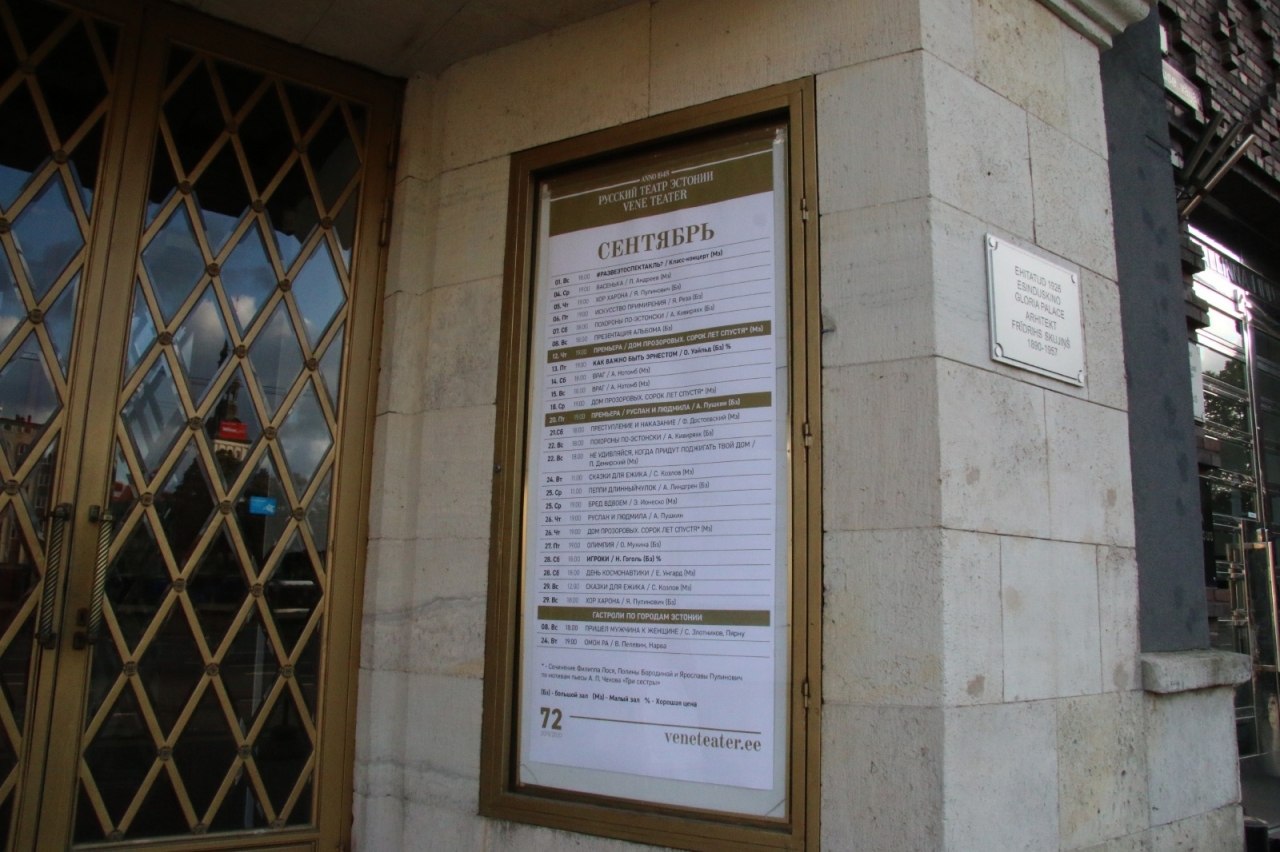 ANNO 1948
РУССКИЙ ТЕАТР ЭСТОНИИ
VENE TEATER
СЕНТЯБРЬ
01. Вс 16:00 #РАЗВЕЭТОСПЕКТАКЛЬ? / Класс-концерт (Мз)
04. Ср 19:00 ВАСЕНЬКА / П. Андреев (Мз)
05. Чт 19:00 ХОР ХАРОНА / Я. Пулинович (Бз)
06. Пт 19:00 ИСКУССТВО ПРИМИРЕНИЯ / Я. Реза (Бз)
07. Сб 18:00 ПОХОРОНЫ ПО-ЭСТОНСКИ / А. Кивиряхк (Бз)
08. Вс ПРЕЗЕНТАЦИЯ АЛЬБОМА (Бз)
12. Чт 19:00 ПРЕМЬЕРА / ДОМ ПРОЗОРОВЫХ. СОРОК ЛЕТ СПУСТЯ* (Мз)
13. Пт 19:00 КАК ВАЖНО БЫТЬ ЭРНЕСТОМ / О. Уайльд (Бз) %
14. Сб 18:00 ВРАГ / А. Нотомб (Мз)
15. Вс ВРАГ / А. Нотомб (Мз)
18. Ср 19:00 ДОМ ПРОЗОРОВЫХ. СОРОК ЛЕТ СПУСТЯ* (Мз)
20. Пт 19:00 ПРЕМЬЕРА / РУСЛАН И ЛЮДМИЛА / А. Пушкин (Бз)
21. Сб 18:00 ПРЕСТУПЛЕНИЕ И НАКАЗАНИЕ / Ф. Достоевский (Мз)
22. Вс 18:00 ПОХОРОНЫ ПО-ЭСТОНСКИ / А. Кивиряхк (Бз)
22. Вс 18:00 НЕ УДИВЛЯЙСЯ, КОГДА ПРИДУТ ПОДЖИГАТЬ ТВОЙ ДОМ /
П. Демирский (Мз)
24. Вт 11:00 СКАЗКИ ДЛЯ ЕЖИКА / С. Козлов (Мз)
25. Ср 11:00 ПЕППИ ДЛИННЫЙЧУЛОК / А. Линдгрен (Бз)
25. Ср 19:00 БРЕД ВДВОЕМ / Э. Ионеско (Мз)
26. Чт 19:00 РУСЛАН И ЛЮДМИЛА / А. Пушкин
26. Чт 19:00 ДОМ ПРОЗОРОВЫХ. СОРОК ЛЕТ СПУСТЯ* (Мз)
27. Пт 19:00 ОЛИМПИЯ / О. Мухина (Бз)
28. Сб 18:00 ИГРОКИ / Н. Гоголь (Бз) %
28. Сб 18:00 ДЕНЬ КОСМОНАВТИКИ / Е. Унгард (Мз)
29. Вс 12:00 СКАЗКИ ДЛЯ ЕЖИКА / С. Козлов (Мз)
29. Вс 18:00 ХОР ХАРОНА / Я. Пулинович (Бз)
ГАСТРОЛИ ПО ГОРОДАМ ЭСТОНИИ
08. Вс 18:00 ПРИШЕЛ МУЖЧИНА К ЖЕНЩИНЕ / С. Злотников, Пярну
24. Вт 19:00 ОМОН РА / В. Пелевин, Нарва
* - Сочинение Филиппа Лося, Полины Бородиной и Ярославы Пулинович
по мотивам пьесы А. П. Чехова «Три сестры»
(Бз) - Большой зал (Мз) - Малый зал % - Хорошая цена
72
veneteater.ee
EHITATUD 1926
ESINDUSKINO
GLORIA PALACE
ARHITEKT
FRĪDRIHS SKUJIŅŠ
1890-1957